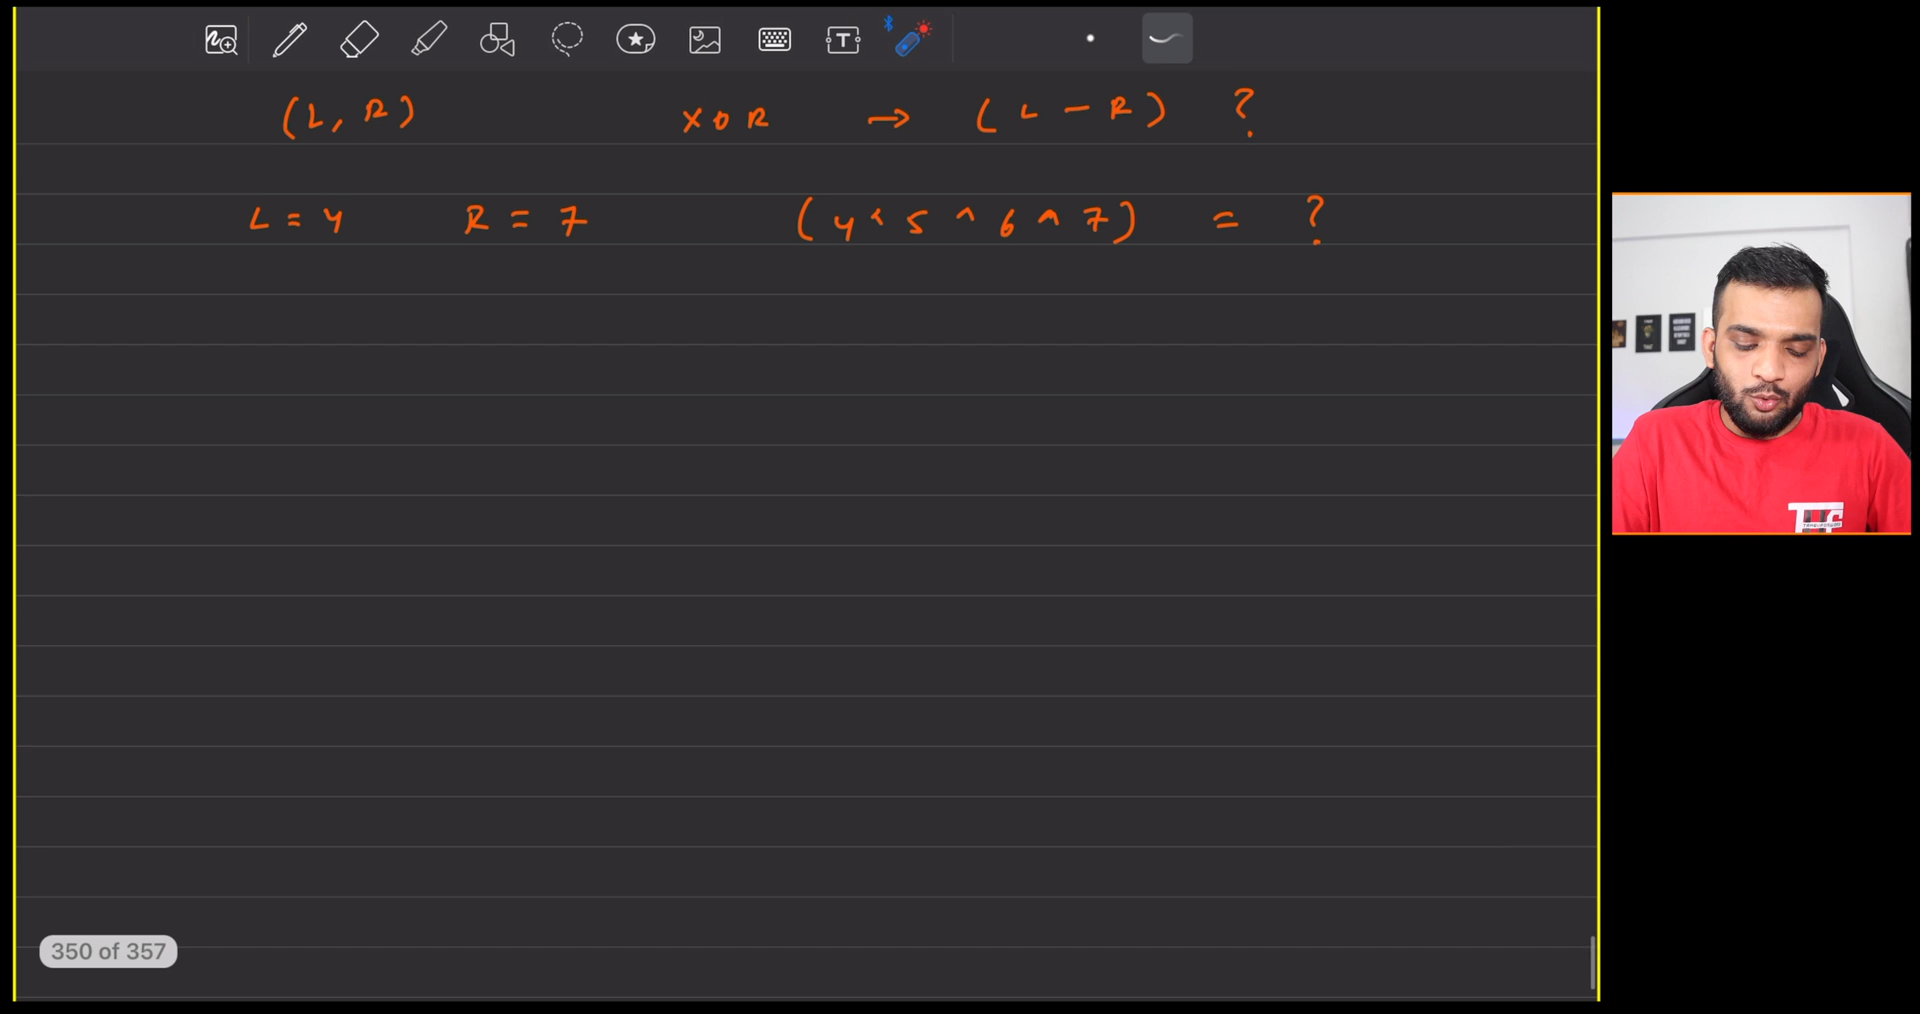 (L, R) XOR → (L - R) ?
L = 4 R = 7 (4 ^ 5 ^ 6 ^ 7) = ?
350 of 357